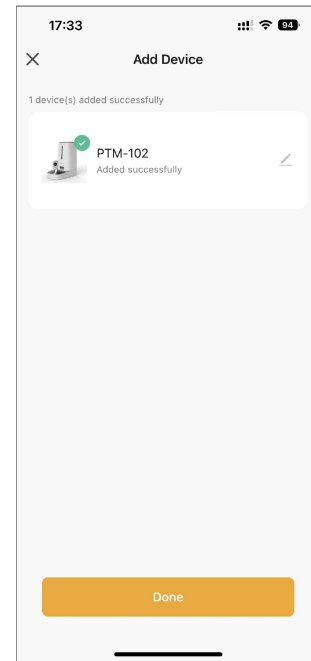 17:33
94
Add Device
1 device(s) added successfully
PTM-102
Added successfully
Done